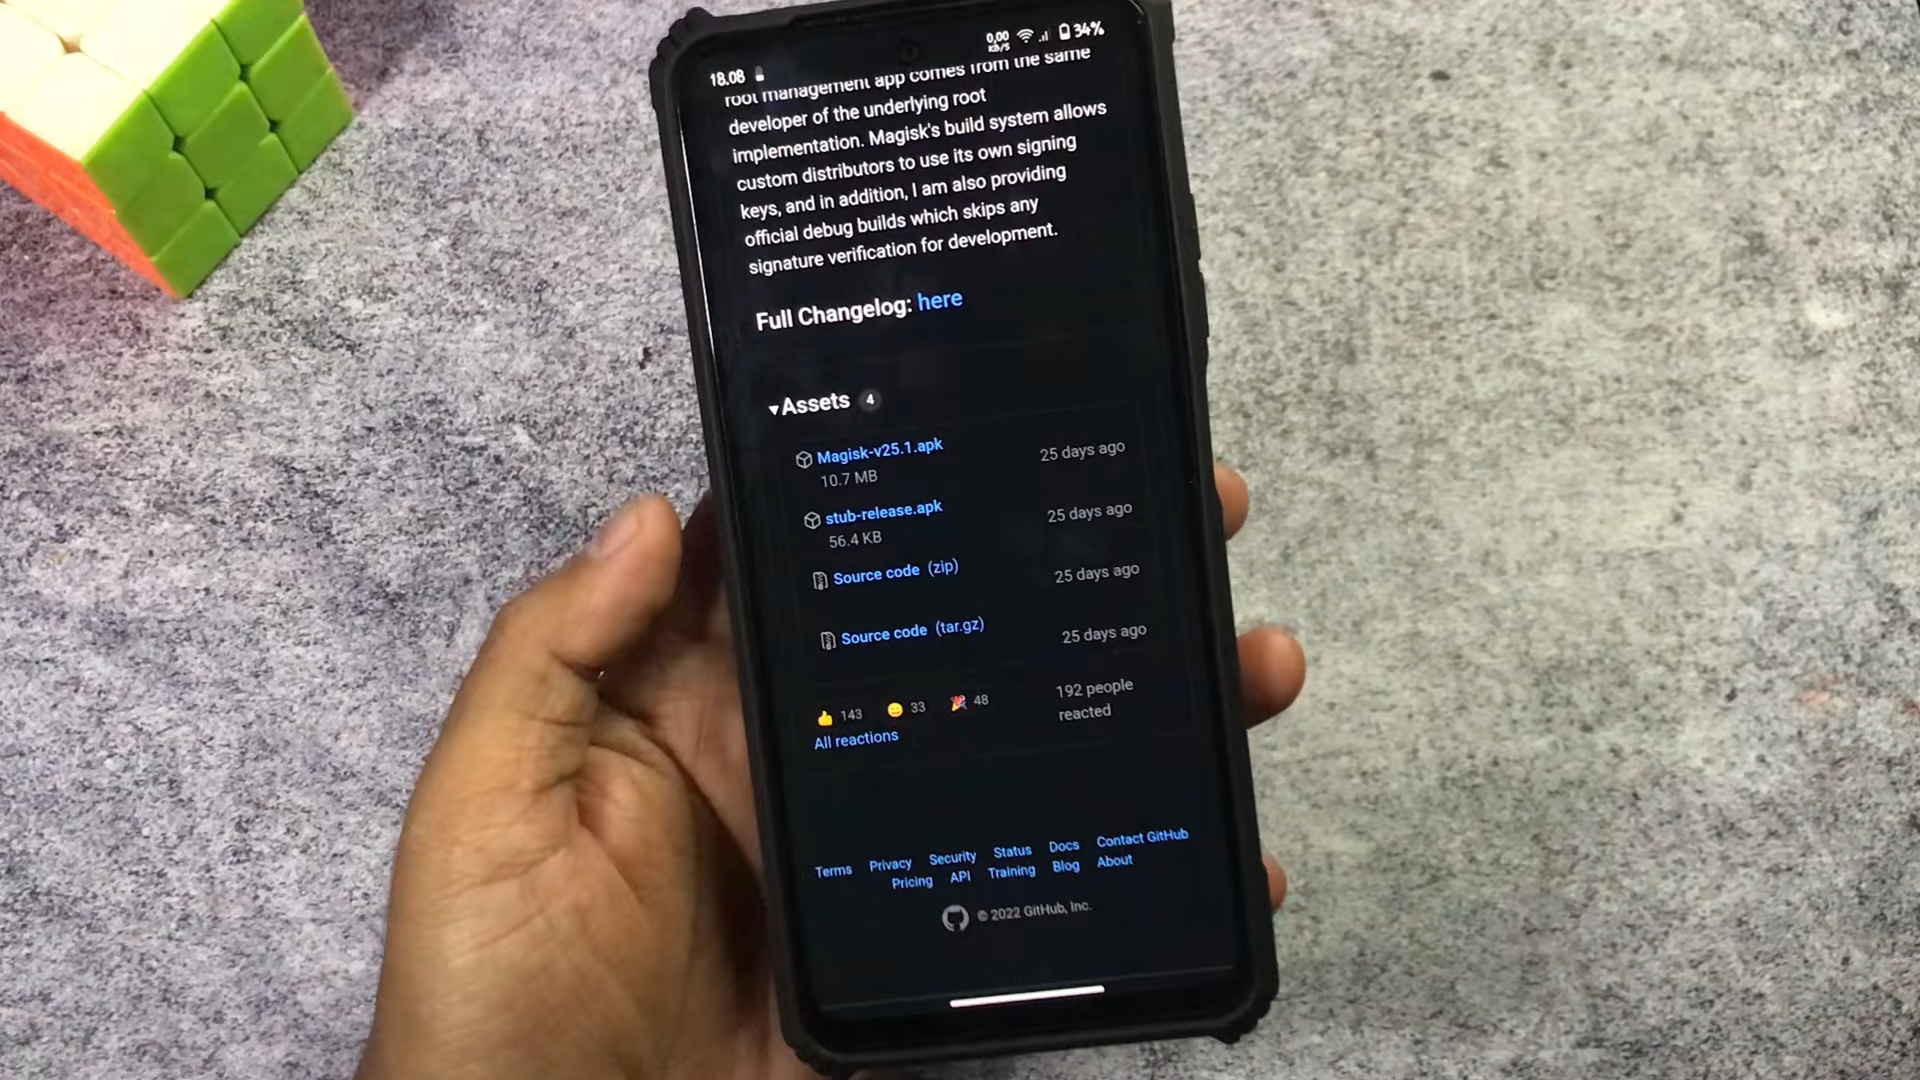 18.08
0,00
KB/S
34%
root management app comes from the same
developer of the underlying root
implementation. Magisk's build system allows
custom distributors to use its own signing
keys, and in addition, I am also providing
official debug builds which skips any
signature verification for development.
Full Changelog: here
▾Assets 4
Magisk-v25.1.apk 25 days ago
10.7 MB
stub-release.apk 25 days ago
56.4 KB
Source code (zip) 25 days ago
Source code (tar.gz) 25 days ago
👍 143 😄 33 🎉 48 192 people
reacted
All reactions
Terms Privacy Security Status Docs Contact GitHub
Pricing API Training Blog About
© 2022 GitHub, Inc.